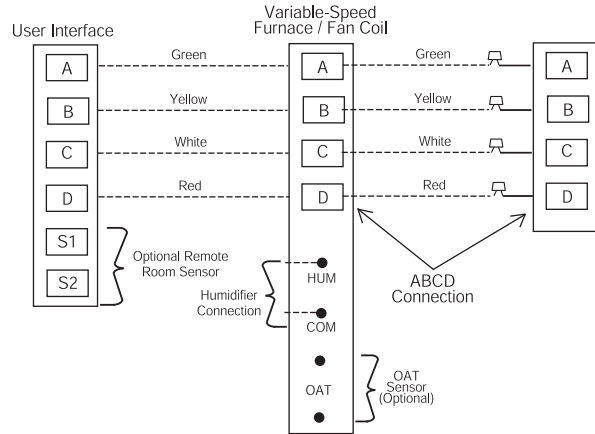 User Interface
Variable-Speed
Furnace / Fan Coil
A
Green
A
Green
A
B
Yellow
B
Yellow
B
C
White
C
White
C
D
Red
D
Red
D
S1
S2
Optional Remote
Room Sensor
Humidifier
Connection
HUM
COM
ABCD
Connection
OAT
OAT
Sensor
(Optional)